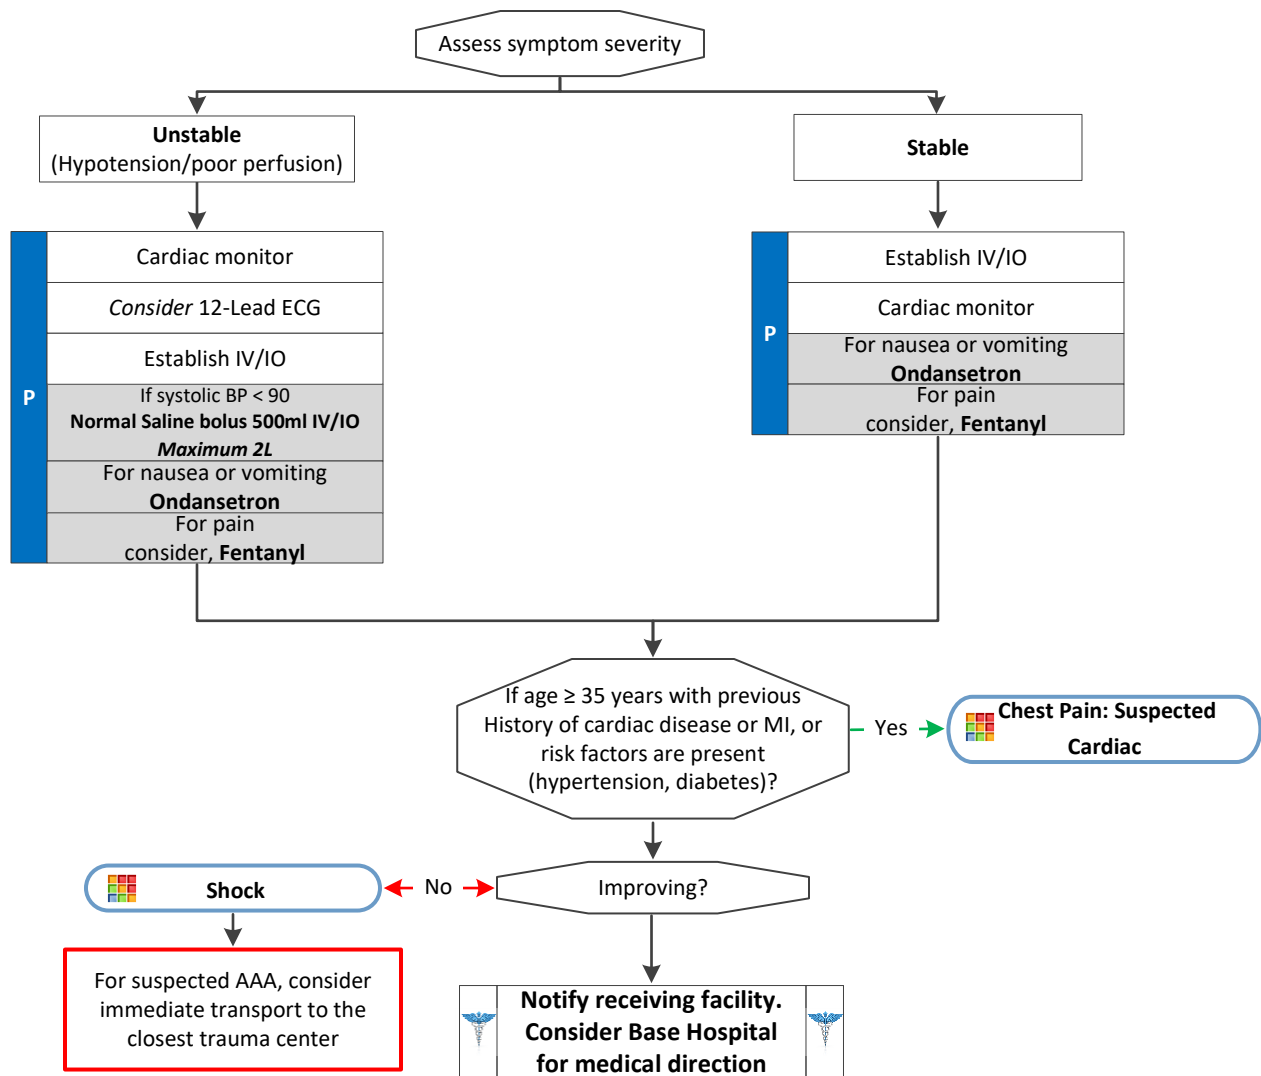 Assess symptom severity
Unstable
(Hypotension/poor perfusion)
Stable
P
Cardiac monitor
Consider 12-Lead ECG
Establish IV/IO
If systolic BP < 90
Normal Saline bolus 500ml IV/IO
Maximum 2L
For nausea or vomiting
Ondansetron
For pain
consider, Fentanyl
P
Establish IV/IO
Cardiac monitor
For nausea or vomiting
Ondansetron
For pain
consider, Fentanyl
If age ≥ 35 years with previous
History of cardiac disease or MI, or
risk factors are present
(hypertension, diabetes)?
Yes
Chest Pain: Suspected
Cardiac
Improving?
No
Shock
For suspected AAA, consider
immediate transport to the
closest trauma center
Notify receiving facility.
Consider Base Hospital
for medical direction